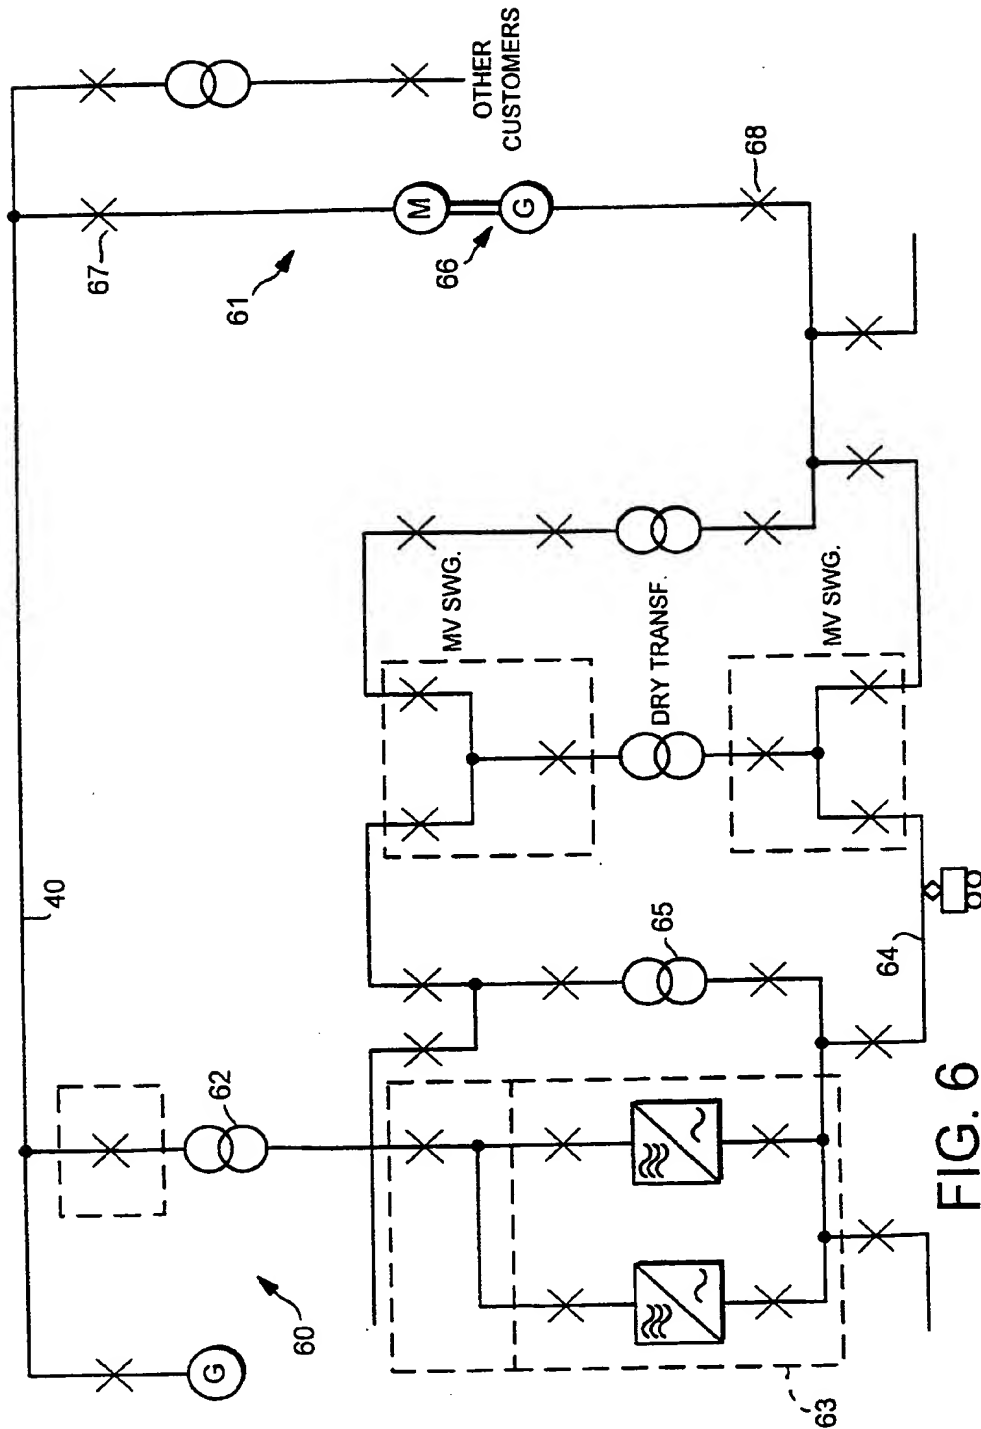 OTHER
CUSTOMERS
67
61
M
66
G
68
MV SWG.
DRY TRANSF.
MV SWG.
40
62
65
64
60
G
63
FIG. 6